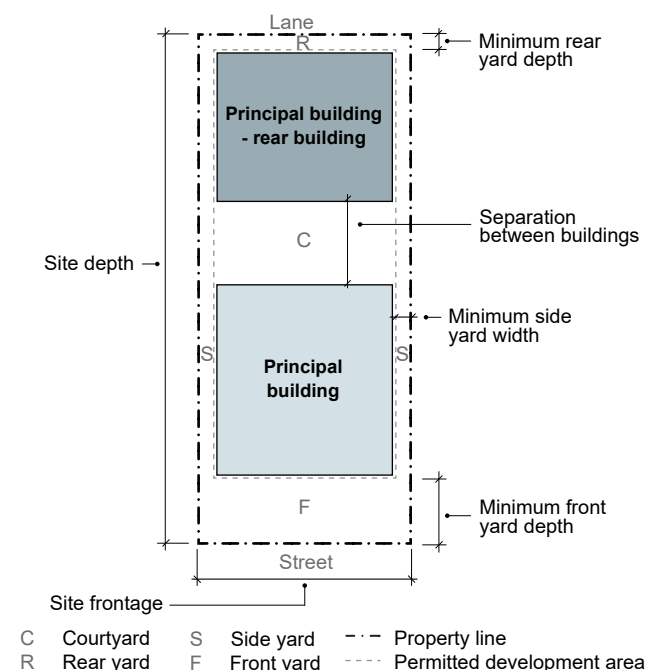 Lane
R
Minimum rear
yard depth
Principal building
- rear building
Separation
between buildings
C
Site depth
Minimum side
yard width
S
S
Principal
building
F
Minimum front
yard depth
Street
Site frontage
C Courtyard S Side yard Property line
R Rear yard F Front yard Permitted development area